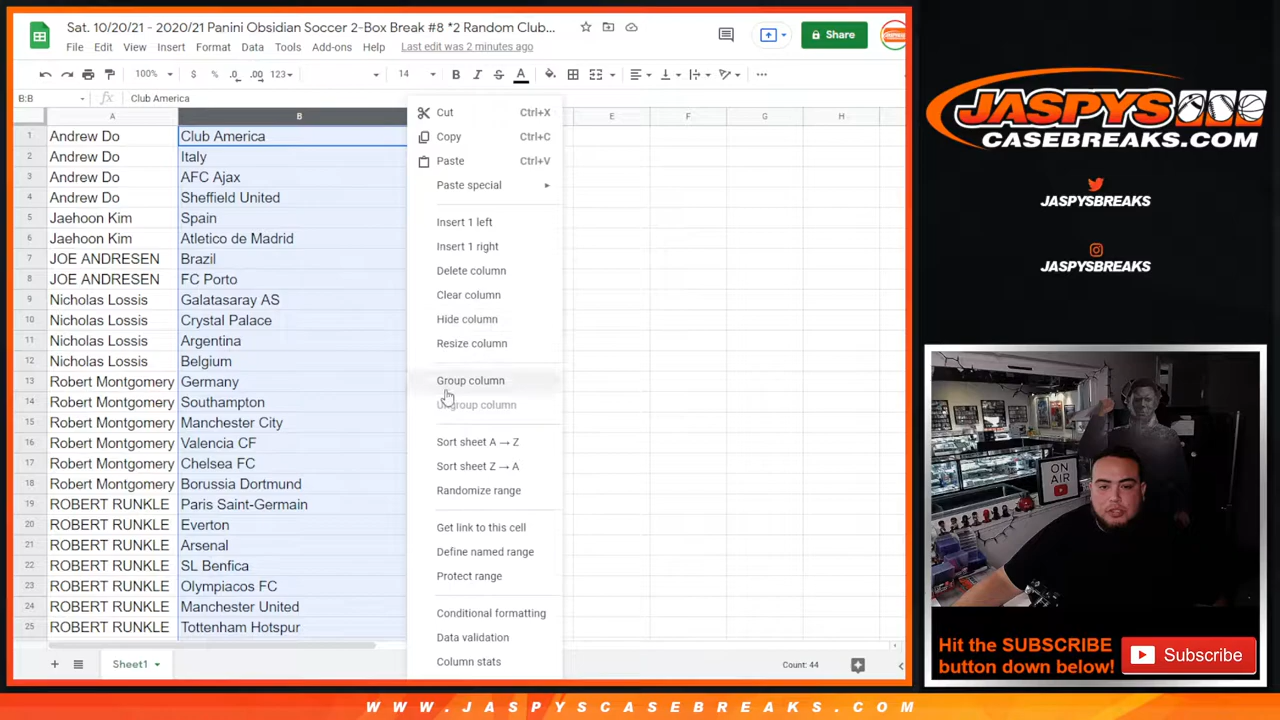 Sat. 10/20/21 - 2020/21 Panini Obsidian Soccer 2-Box Break #8 *2 Random Club...
File Edit View Insert Format Data Tools Add-ons Help Last edit was 2 minutes ago
Share
100% $ % .0 .00 123 14 B I S A
B:B fx Club America
A B E F G H
1 Andrew Do Club America
2 Andrew Do Italy
3 Andrew Do AFC Ajax
4 Andrew Do Sheffield United
5 Jaehoon Kim Spain
6 Jaehoon Kim Atletico de Madrid
7 JOE ANDRESEN Brazil
8 JOE ANDRESEN FC Porto
9 Nicholas Lossis Galatasaray AS
10 Nicholas Lossis Crystal Palace
11 Nicholas Lossis Argentina
12 Nicholas Lossis Belgium
13 Robert Montgomery Germany
14 Robert Montgomery Southampton
15 Robert Montgomery Manchester City
16 Robert Montgomery Valencia CF
17 Robert Montgomery Chelsea FC
18 Robert Montgomery Borussia Dortmund
19 ROBERT RUNKLE Paris Saint-Germain
20 ROBERT RUNKLE Everton
21 ROBERT RUNKLE Arsenal
22 ROBERT RUNKLE SL Benfica
23 ROBERT RUNKLE Olympiacos FC
24 ROBERT RUNKLE Manchester United
25 ROBERT RUNKLE Tottenham Hotspur
Cut Ctrl+X
Copy Ctrl+C
Paste Ctrl+V
Paste special
Insert 1 left
Insert 1 right
Delete column
Clear column
Hide column
Resize column
Group column
Ungroup column
Sort sheet A → Z
Sort sheet Z → A
Randomize range
Get link to this cell
Define named range
Protect range
Conditional formatting
Data validation
Column stats
Sheet1
Count: 44
JASPYS
CASEBREAKS.COM
JASPYSBREAKS
JASPYSBREAKS
ON
AIR
Hit the SUBSCRIBE
button down below!
Subscribe
WWW.JASPYSCASEBREAKS.COM